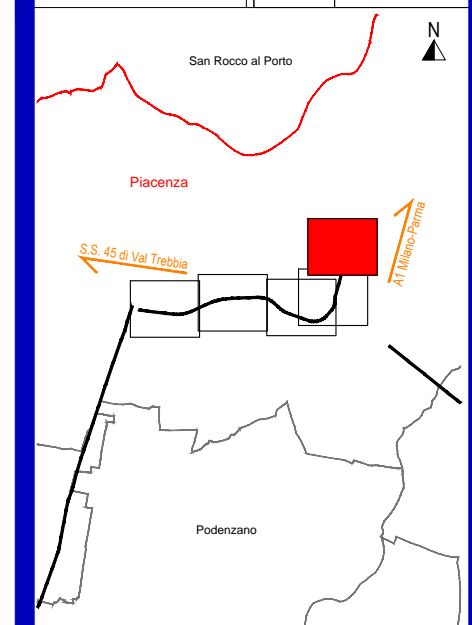 N
San Rocco al Porto
Piacenza
S.S. 45 di Val Trebbia
A1 Milano-Parma
Podenzano